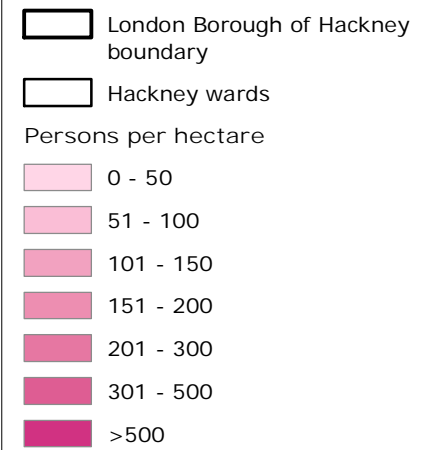 London Borough of Hackney
boundary
Hackney wards
Persons per hectare
0 - 50
51 - 100
101 - 150
151 - 200
201 - 300
301 - 500
>500